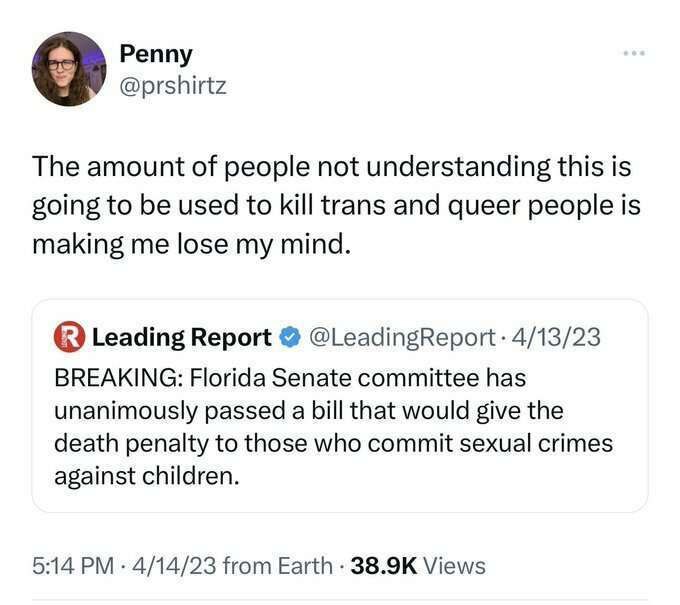 Penny
@prshirtz
The amount of people not understanding this is
going to be used to kill trans and queer people is
making me lose my mind.
Leading Report @LeadingReport · 4/13/23
BREAKING: Florida Senate committee has
unanimously passed a bill that would give the
death penalty to those who commit sexual crimes
against children.
5:14 PM · 4/14/23 from Earth · 38.9K Views